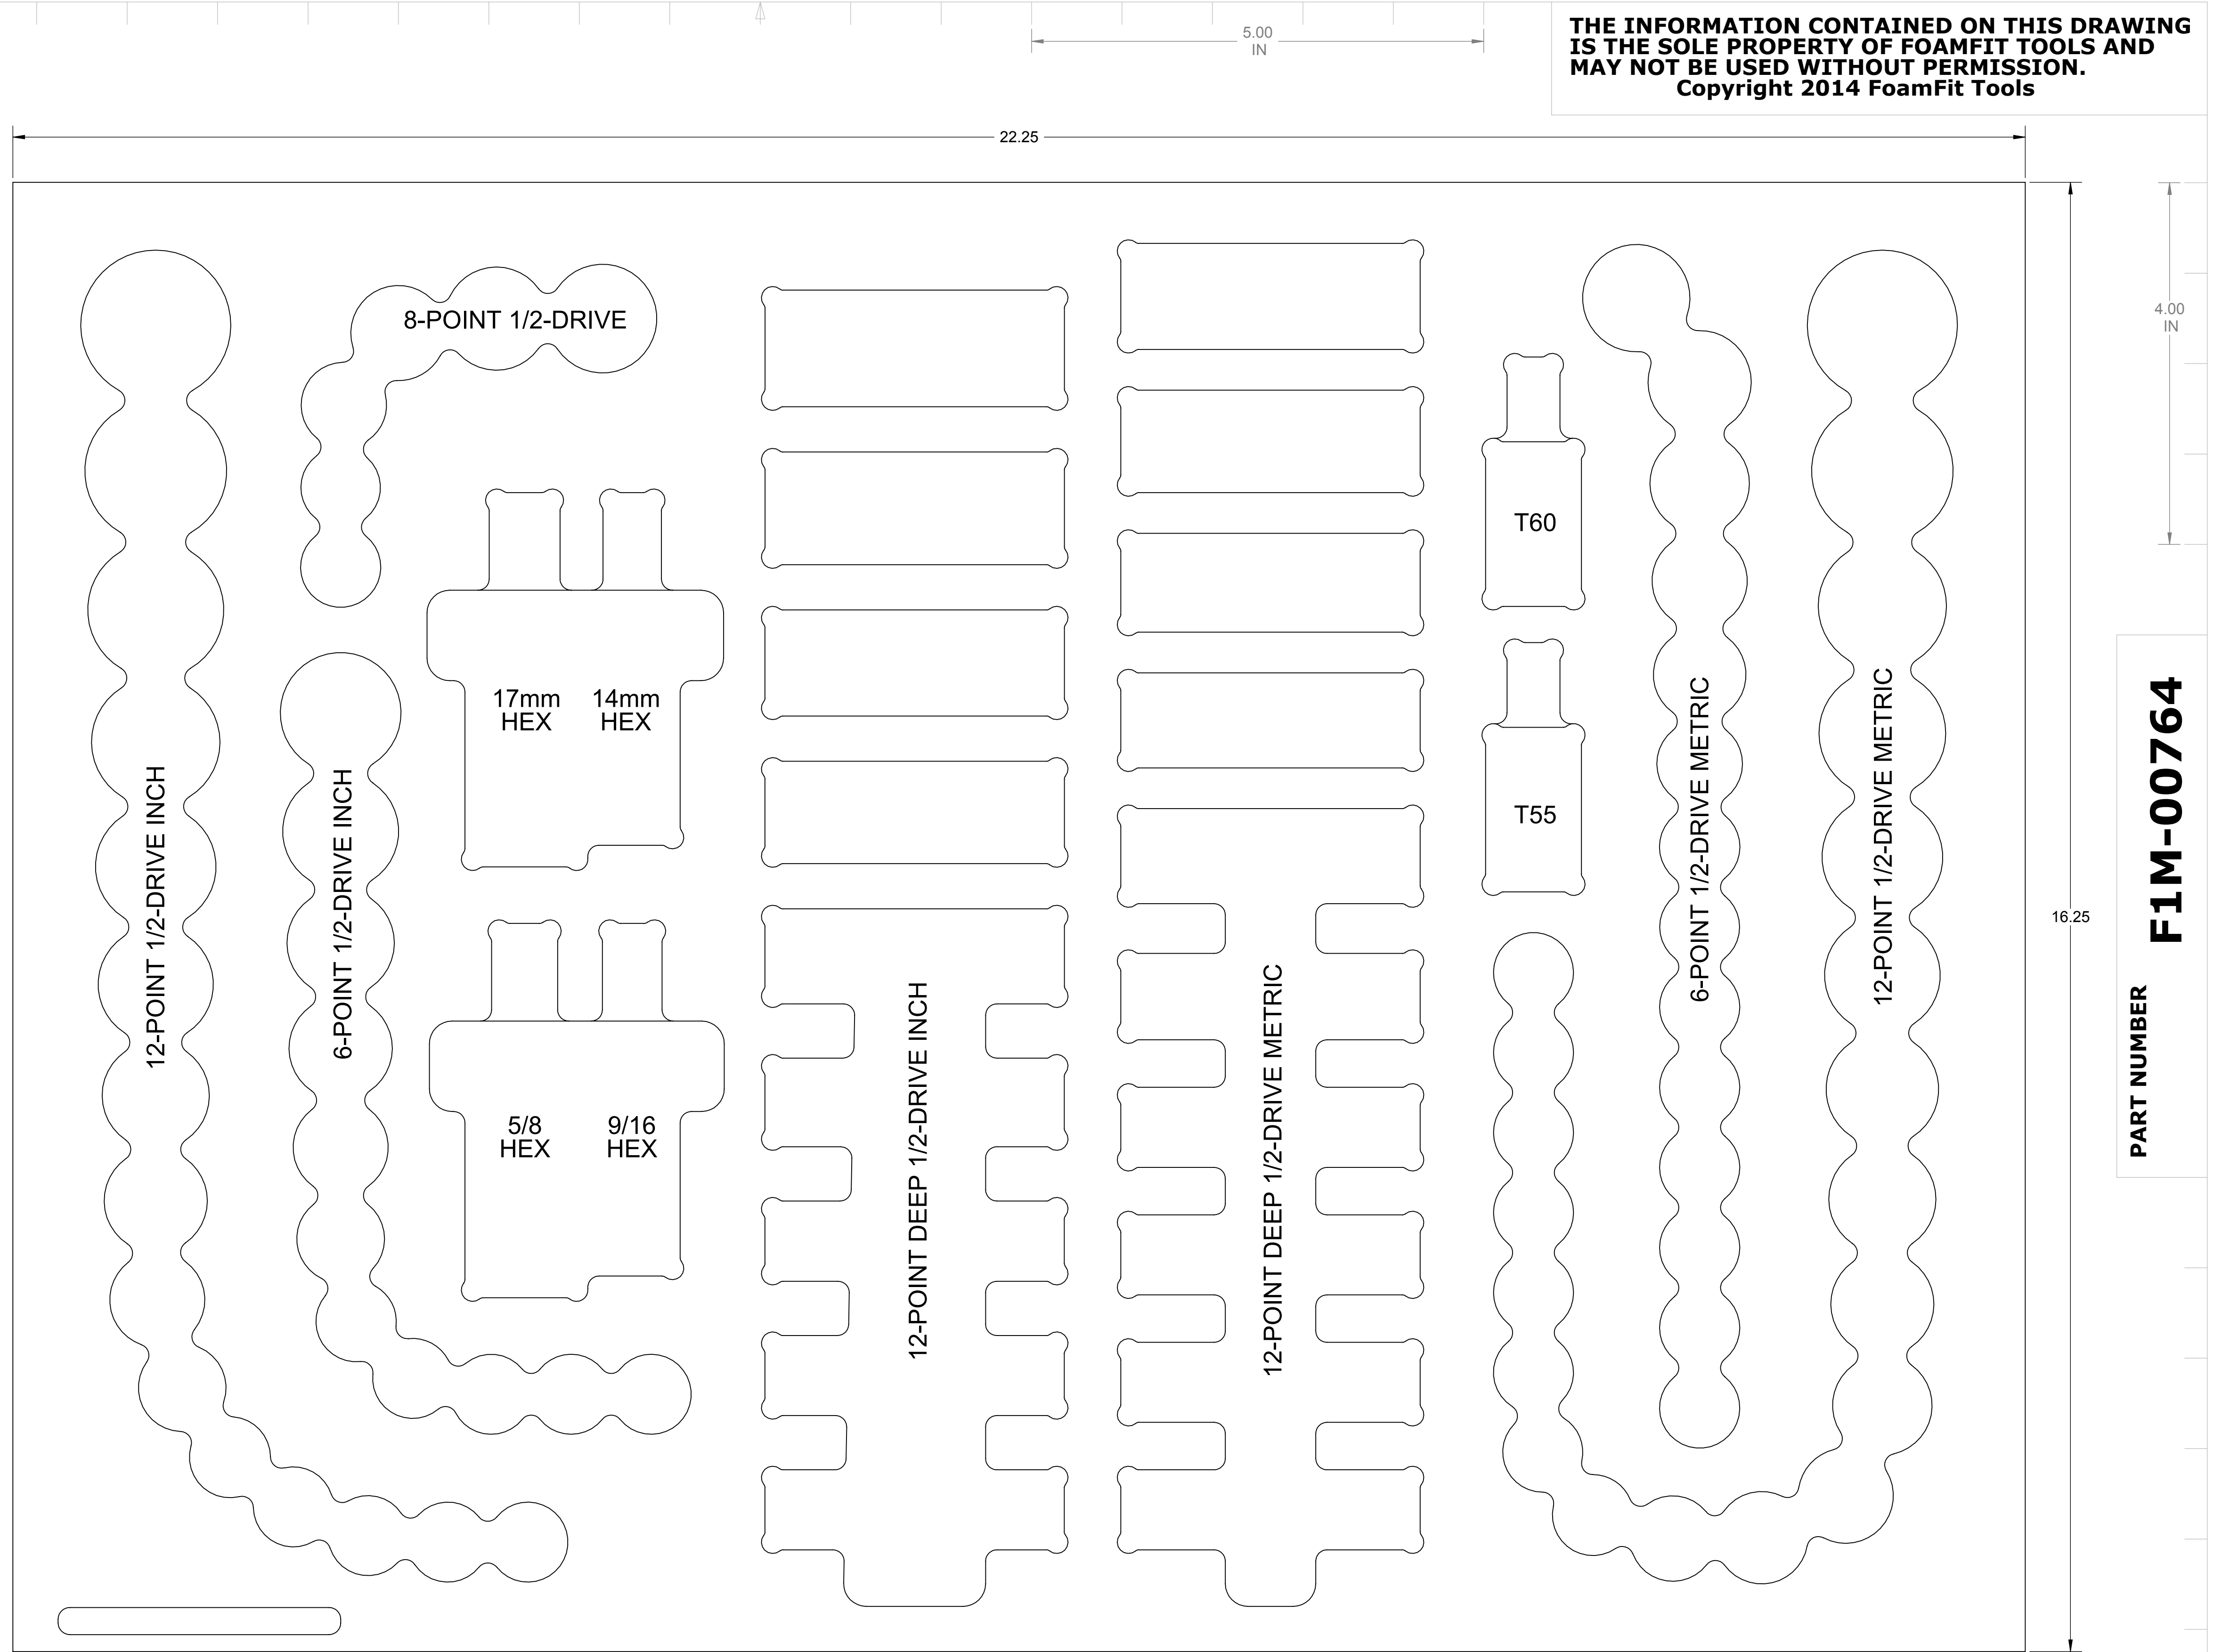 5.00
IN
THE INFORMATION CONTAINED ON THIS DRAWING
IS THE SOLE PROPERTY OF FOAMFIT TOOLS AND
MAY NOT BE USED WITHOUT PERMISSION.
Copyright 2014 FoamFit Tools
22.25
4.00
IN
8-POINT 1/2-DRIVE
T60
17mm
HEX
14mm
HEX
T55
12-POINT 1/2-DRIVE INCH
6-POINT 1/2-DRIVE INCH
5/8
HEX
9/16
HEX
12-POINT DEEP 1/2-DRIVE INCH
12-POINT DEEP 1/2-DRIVE METRIC
6-POINT 1/2-DRIVE METRIC
12-POINT 1/2-DRIVE METRIC
16.25
PART NUMBER
F1M-00764